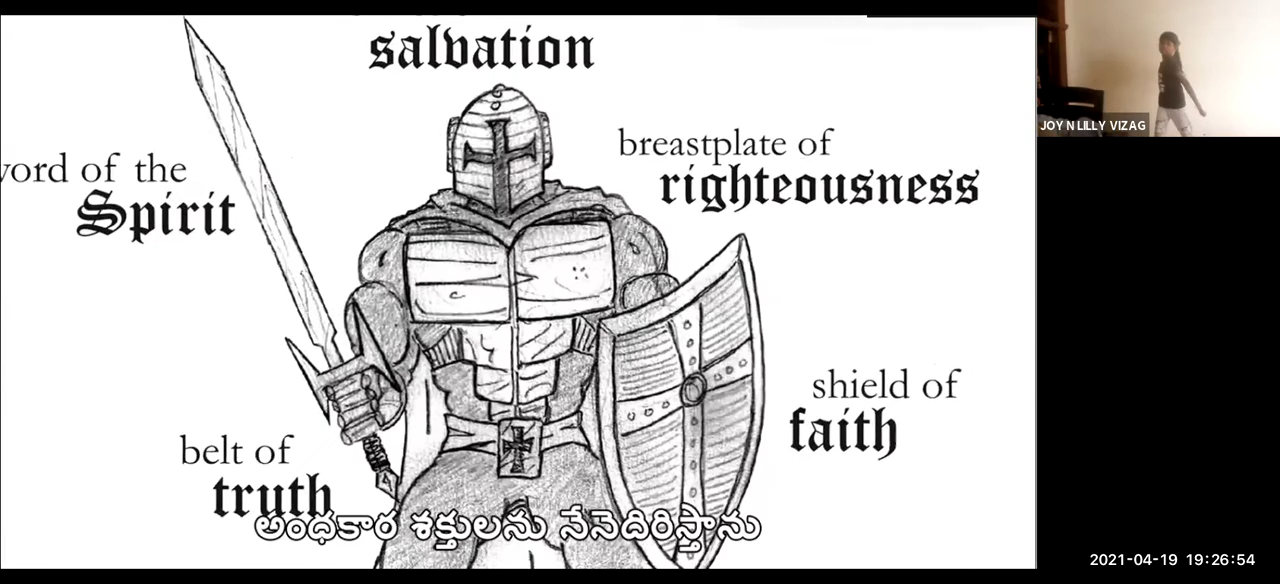 salvation
breastplate of
righteousness
word of the
Spirit
shield of
faith
belt of
truth
అంధకార శక్తులను నేనెదిరిస్తాను
JOY N LILLY VIZAG
2021-04-19 19:26:54